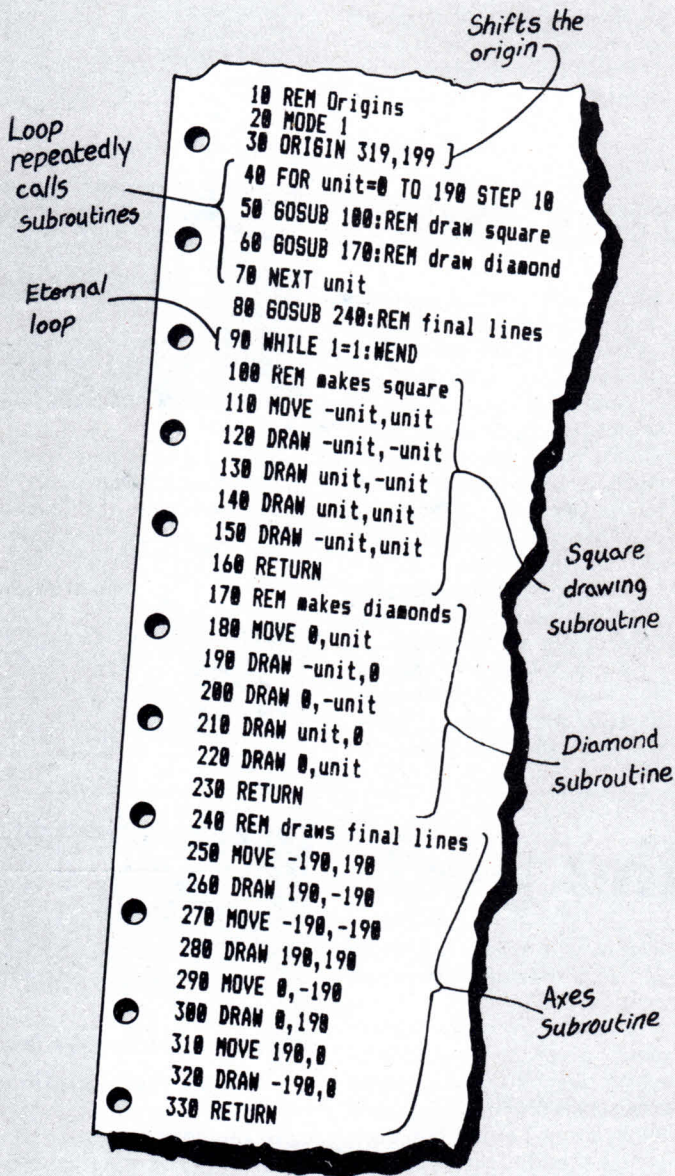 Shifts the
origin
10 REM Origins
20 MODE 1
30 ORIGIN 319,199 }
Loop
repeatedly
calls
subroutines
40 FOR unit=0 TO 190 STEP 10
50 GOSUB 100:REM draw square
60 GOSUB 170:REM draw diamond
70 NEXT unit
80 GOSUB 240:REM final lines
Eternal
loop
90 WHILE 1=1:WEND
100 REM makes square
110 MOVE -unit,unit
120 DRAW -unit,-unit
130 DRAW unit,-unit
140 DRAW unit,unit
150 DRAW -unit,unit
160 RETURN
Square
drawing
subroutine
170 REM makes diamonds
180 MOVE 0,unit
190 DRAW -unit,0
200 DRAW 0,-unit
210 DRAW unit,0
220 DRAW 0,unit
230 RETURN
Diamond
subroutine
240 REM draws final lines
250 MOVE -190,190
260 DRAW 190,-190
270 MOVE -190,-190
280 DRAW 190,190
290 MOVE 0,-190
300 DRAW 0,190
310 MOVE 190,0
320 DRAW -190,0
330 RETURN
Axes
Subroutine